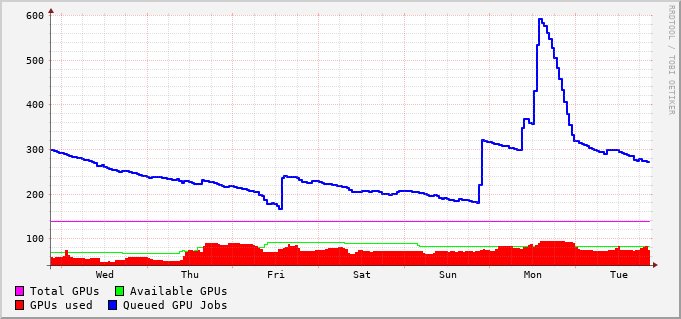 600
500
400
300
200
100
Wed Thu Fri Sat Sun Mon Tue
Total GPUs Available GPUs
GPUs used Queued GPU Jobs
RRDTOOL / TOBI OETIKER